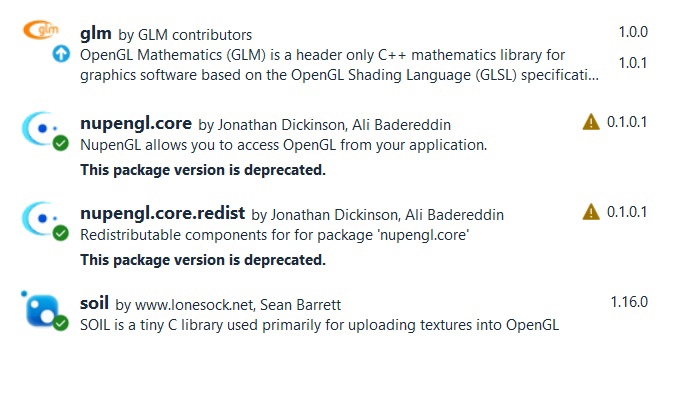 glm
glm by GLM contributors 1.0.0
OpenGL Mathematics (GLM) is a header only C++ mathematics library for
graphics software based on the OpenGL Shading Language (GLSL) specificati... 1.0.1
nupengl.core by Jonathan Dickinson, Ali Badereddin 0.1.0.1
NupenGL allows you to access OpenGL from your application.
This package version is deprecated.
nupengl.core.redist by Jonathan Dickinson, Ali Badereddin 0.1.0.1
Redistributable components for for package 'nupengl.core'
This package version is deprecated.
soil by www.lonesock.net, Sean Barrett 1.16.0
SOIL is a tiny C library used primarily for uploading textures into OpenGL